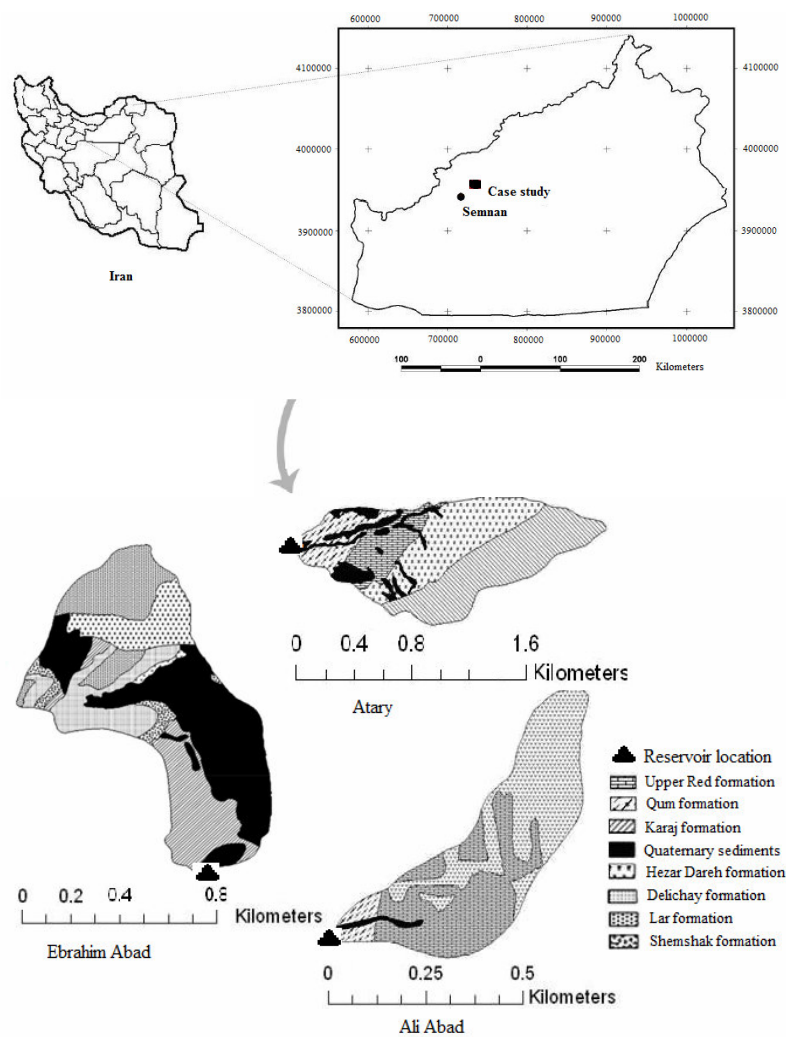 600000 700000 800000 900000 1000000
4100000 4100000
4000000 4000000
Case study
Semnan
3900000 3900000
Iran
3800000 3800000
600000 700000 800000 900000 1000000
100 0 100 200 Kilometers
0 0.4 0.8 1.6
Kilometers
Atary
Reservoir location
Upper Red formation
Qum formation
Karaj formation
Quaternary sediments
Hezar Dareh formation
Delichay formation
Lar formation
Shemshak formation
0 0.2 0.4 0.8
Kilometers
Ebrahim Abad
0 0.25 0.5
Kilometers
Ali Abad